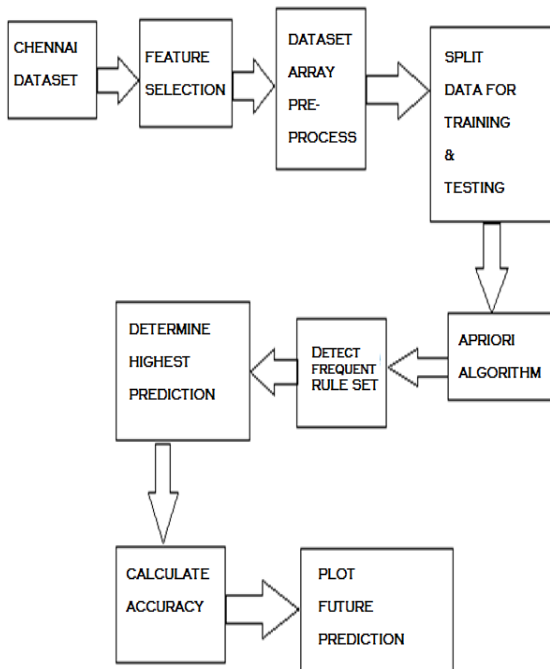 CHENNAI
DATASET
FEATURE
SELECTION
DATASET
ARRAY
PRE-
PROCESS
SPLIT
DATA FOR
TRAINING
&
TESTING
APRIORI
ALGORITHM
DETECT
FREQUENT
RULE SET
DETERMINE
HIGHEST
PREDICTION
CALCULATE
ACCURACY
PLOT
FUTURE
PREDICTION